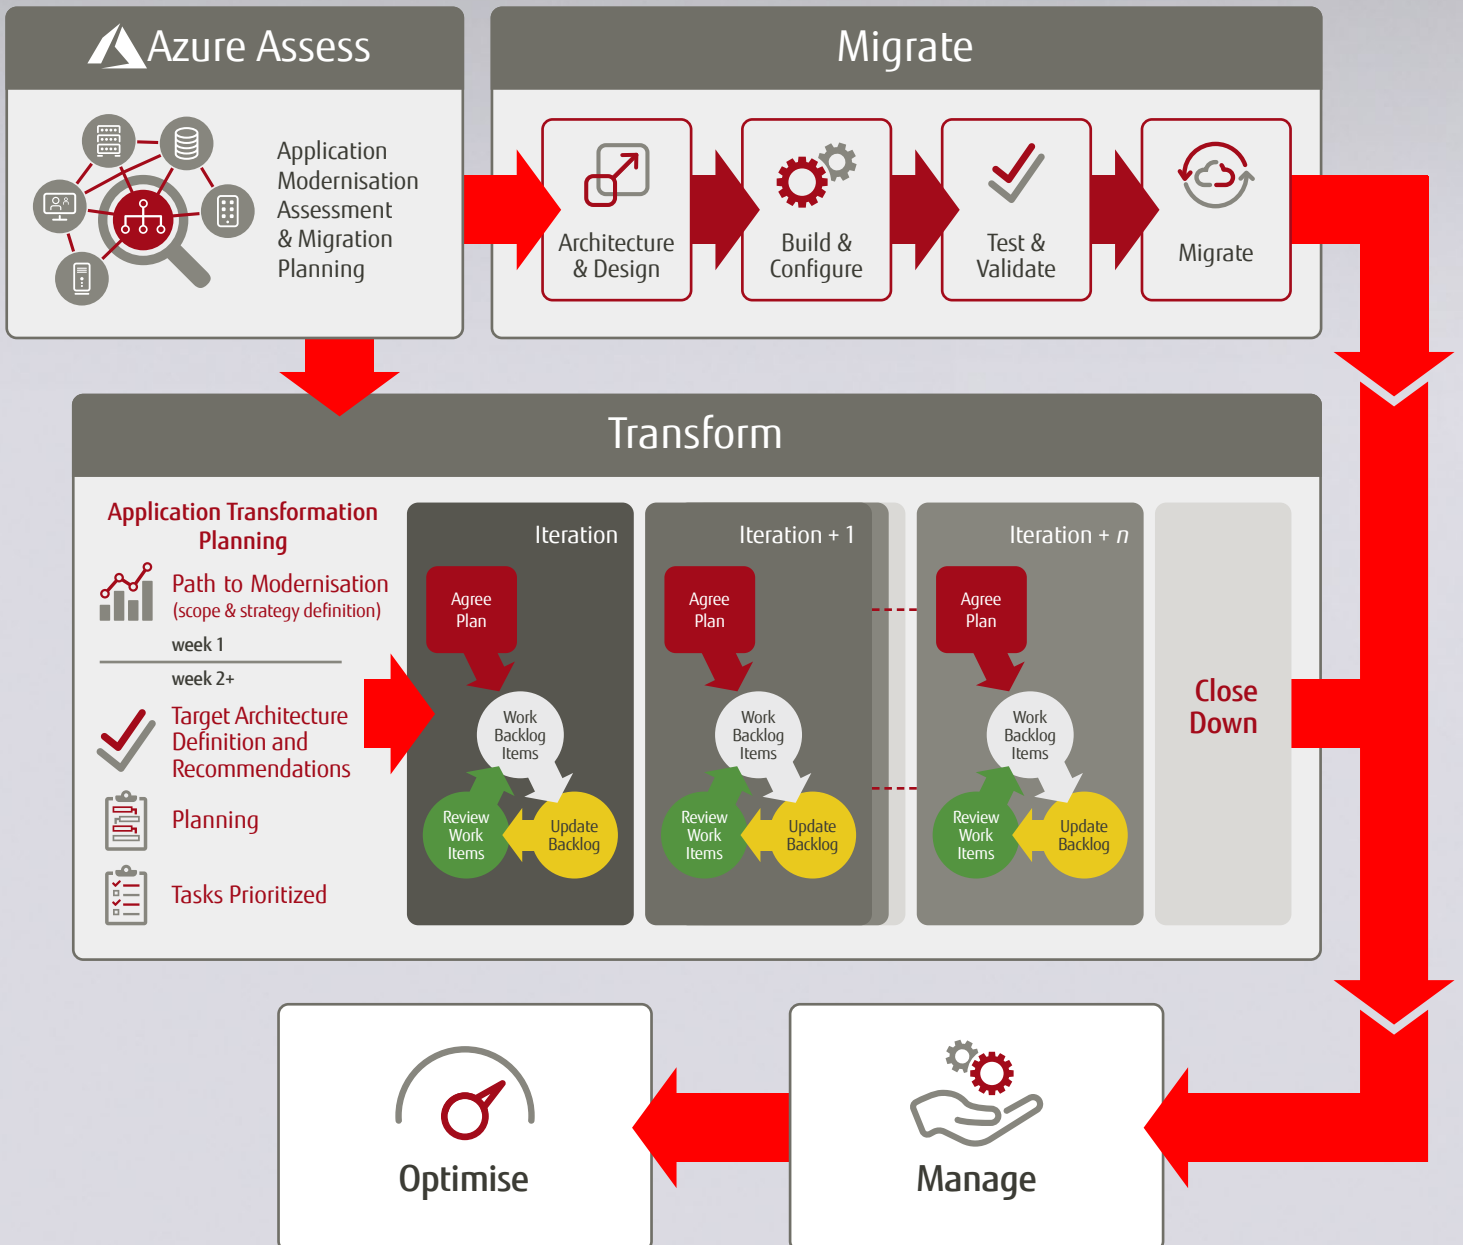 Azure Assess
Application
Modernisation
Assessment
& Migration
Planning
Migrate
Architecture
& Design
Build &
Configure
Test &
Validate
Migrate
Transform
Application Transformation
Planning
Path to Modernisation
(scope & strategy definition)
week 1
week 2+
Target Architecture
Definition and
Recommendations
Planning
Tasks Prioritized
Iteration
Agree
Plan
Work
Backlog
Items
Review
Work
Items
Update
Backlog
Iteration + 1
Agree
Plan
Work
Backlog
Items
Review
Work
Items
Update
Backlog
Iteration + n
Agree
Plan
Work
Backlog
Items
Review
Work
Items
Update
Backlog
Close
Down
Optimise
Manage